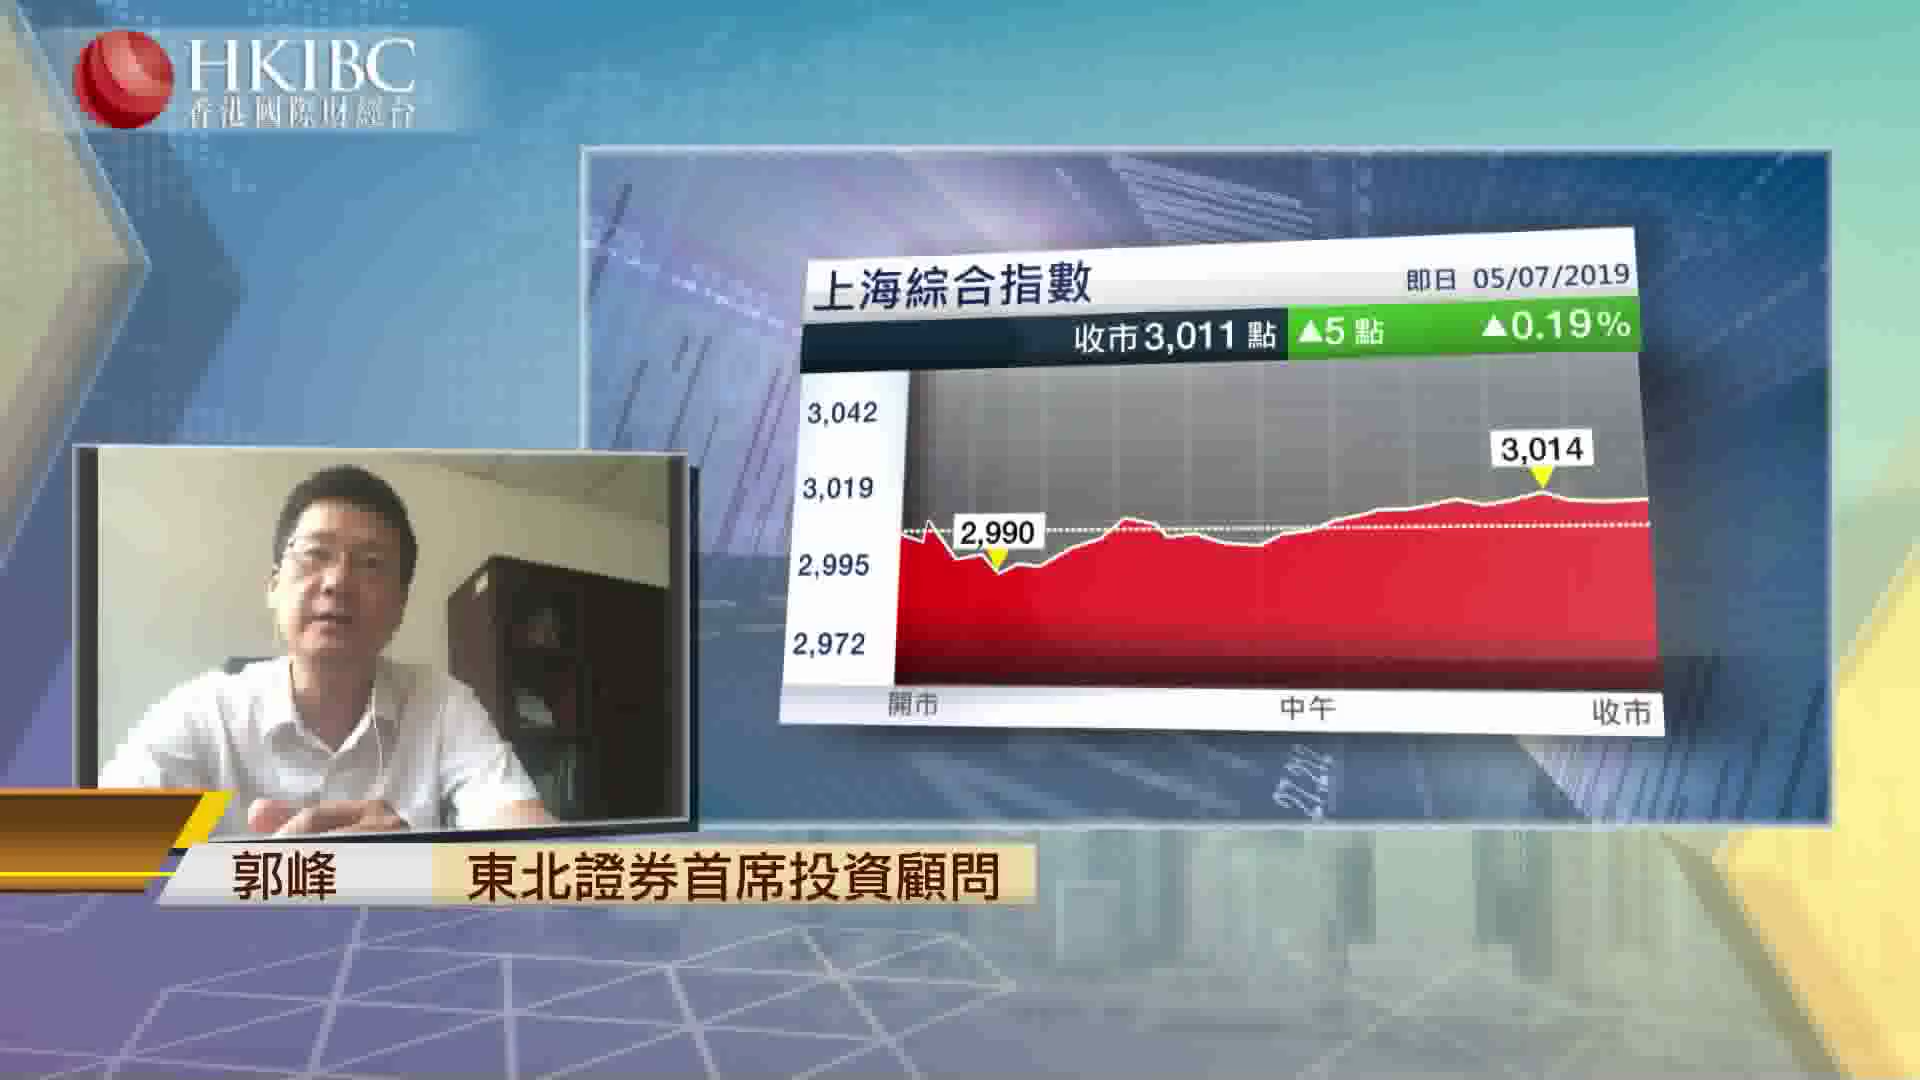 HKIBC
香港國際財經台
上海綜合指數
即日 05/07/2019
收市 3,011 點 ▲5 點 ▲0.19%
3,042
3,019
2,995
2,972
2,990
3,014
開市 中午 收市
27,212
郭峰 東北證券首席投資顧問